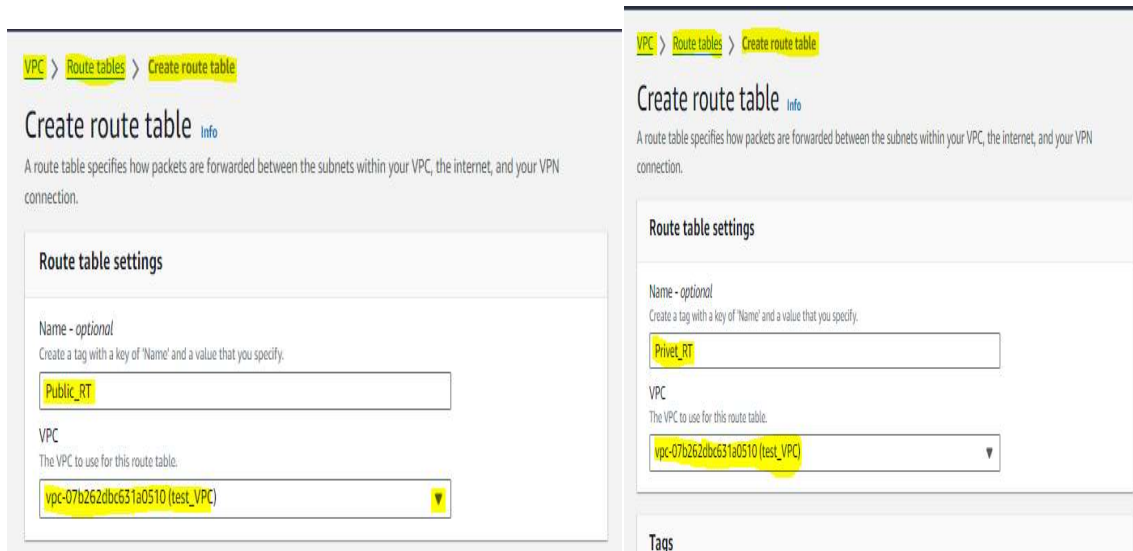 VPC > Route tables > Create route table
Create route table Info
A route table specifies how packets are forwarded between the subnets within your VPC, the internet, and your VPN
connection.
Route table settings
Name - optional
Create a tag with a key of 'Name' and a value that you specify.
Public_RT
VPC
The VPC to use for this route table.
vpc-07b262dbc631a0510 (test_VPC)
VPC > Route tables > Create route table
Create route table Info
A route table specifies how packets are forwarded between the subnets within your VPC, the internet, and your VPN
connection.
Route table settings
Name - optional
Create a tag with a key of 'Name' and a value that you specify.
Privet_RT
VPC
The VPC to use for this route table.
vpc-07b262dbc631a0510 (test_VPC)
Tags